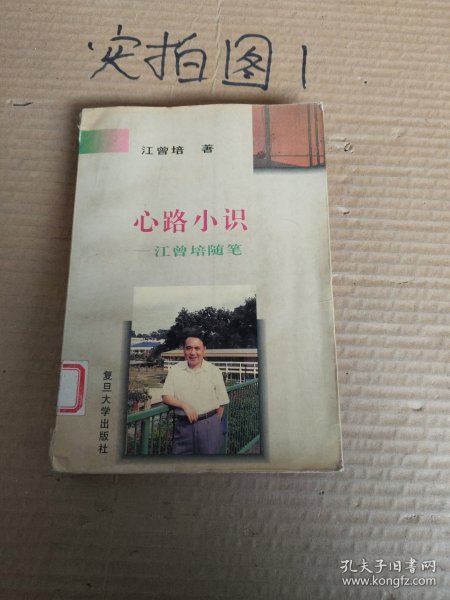 实拍图1
江曾培 著
心路小识
——江曾培随笔
复旦大学出版社
孔夫子旧书网
www.kongfz.com